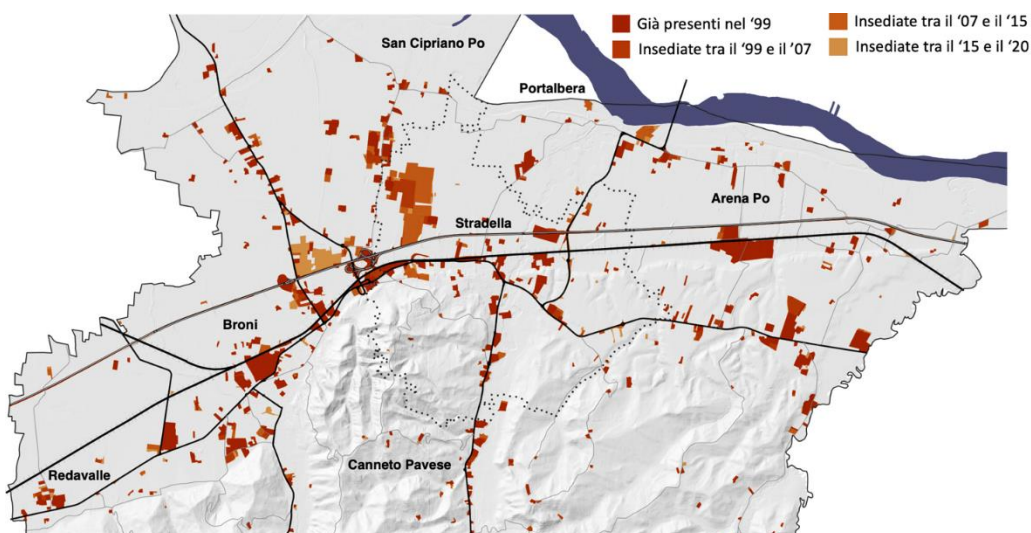 Già presenti nel '99
Insediate tra il '07 e il '15
Insediate tra il '99 e il '07
Insediate tra il '15 e il '20
San Cipriano Po
Portalbera
Arena Po
Stradella
Broni
Canneto Pavese
Redavalle